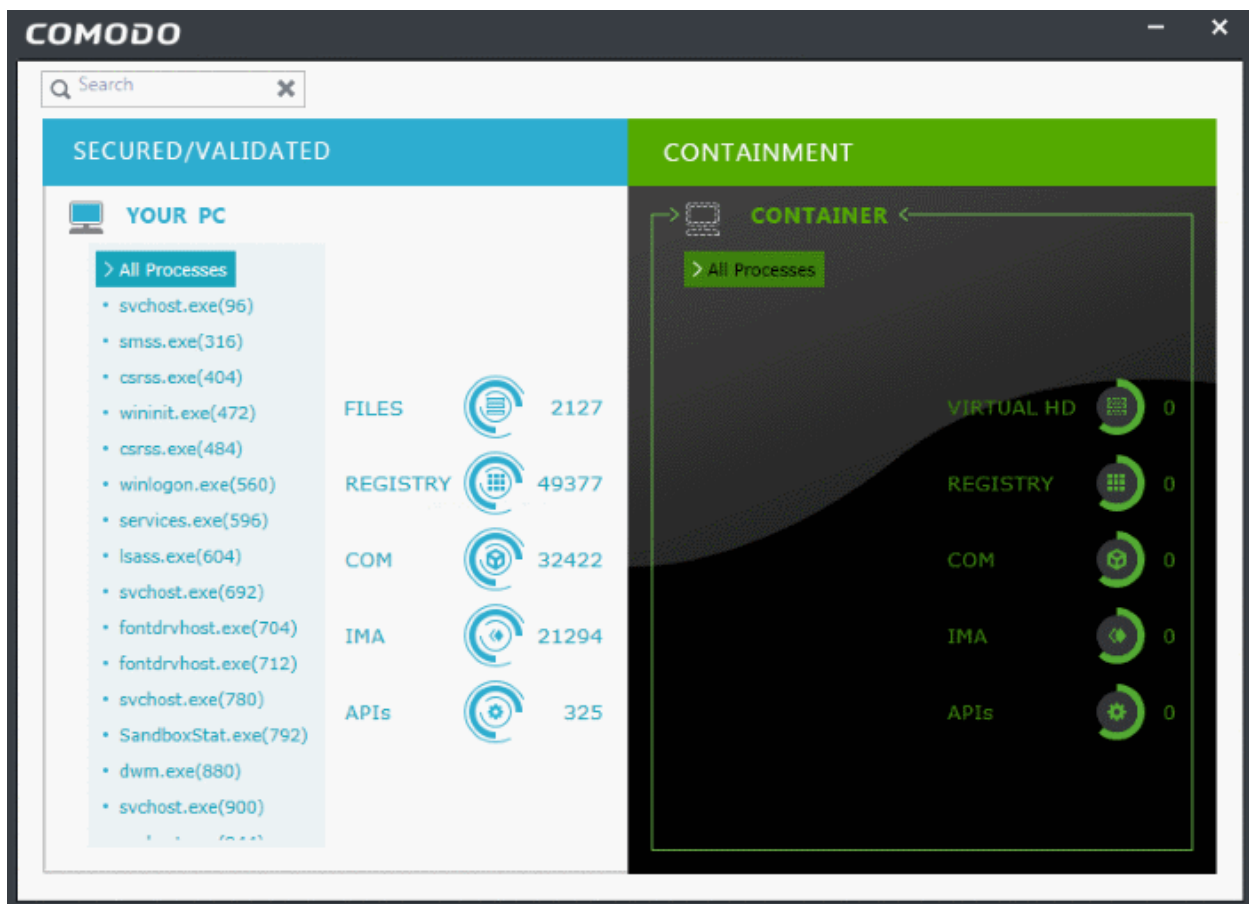 COMODO
Search
SECURED/VALIDATED
CONTAINMENT
YOUR PC
All Processes
svchost.exe(96)
smss.exe(316)
csrss.exe(404)
wininit.exe(472)
csrss.exe(484)
winlogon.exe(560)
services.exe(596)
lsass.exe(604)
svchost.exe(692)
fontdrvhost.exe(704)
fontdrvhost.exe(712)
svchost.exe(780)
SandboxStat.exe(792)
dwm.exe(880)
svchost.exe(900)
FILES 2127
REGISTRY 49377
COM 32422
IMA 21294
APIs 325
CONTAINER
All Processes
VIRTUAL HD 0
REGISTRY 0
COM 0
IMA 0
APIs 0